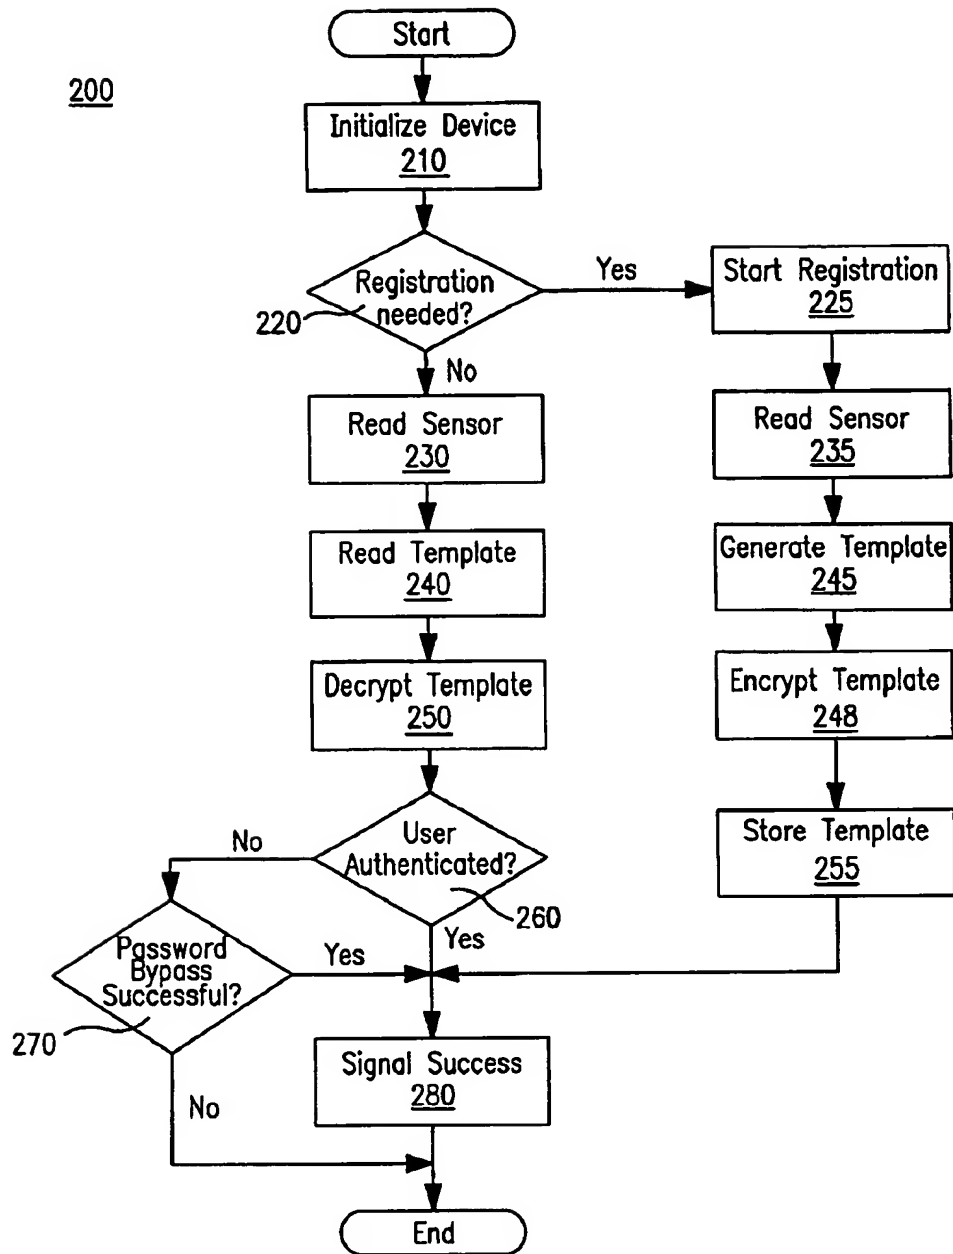 Start
200
Initialize Device
210
Registration
needed?
220
Yes
Start Registration
225
No
Read Sensor
230
Read Sensor
235
Read Template
240
Generate Template
245
Decrypt Template
250
Encrypt Template
248
User
Authenticated?
260
No
Yes
Store Template
255
Password
Bypass
Successful?
270
Yes
No
Signal Success
280
End